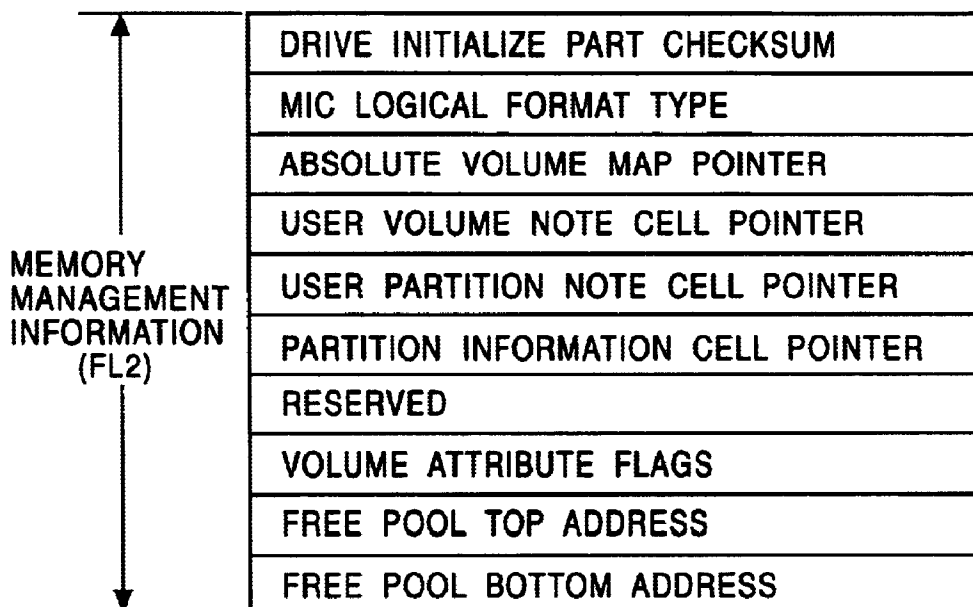 MEMORY
MANAGEMENT
INFORMATION
(FL2)
DRIVE INITIALIZE PART CHECKSUM
MIC LOGICAL FORMAT TYPE
ABSOLUTE VOLUME MAP POINTER
USER VOLUME NOTE CELL POINTER
USER PARTITION NOTE CELL POINTER
PARTITION INFORMATION CELL POINTER
RESERVED
VOLUME ATTRIBUTE FLAGS
FREE POOL TOP ADDRESS
FREE POOL BOTTOM ADDRESS